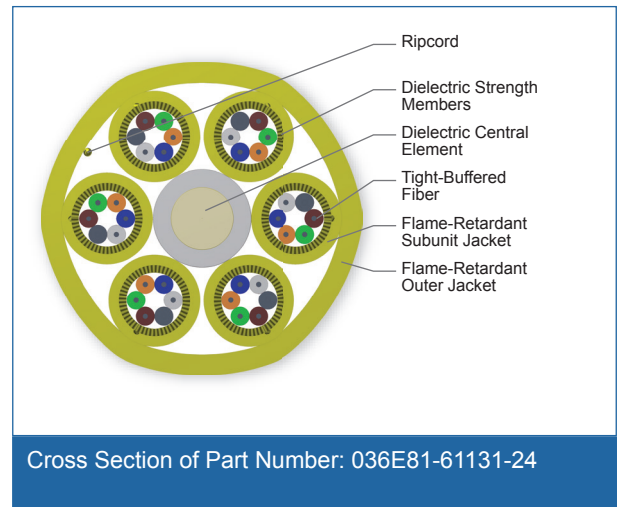 Ripcord
Dielectric Strength
Members
Dielectric Central
Element
Tight-Buffered
Fiber
Flame-Retardant
Subunit Jacket
Flame-Retardant
Outer Jacket
Cross Section of Part Number: 036E81-61131-24